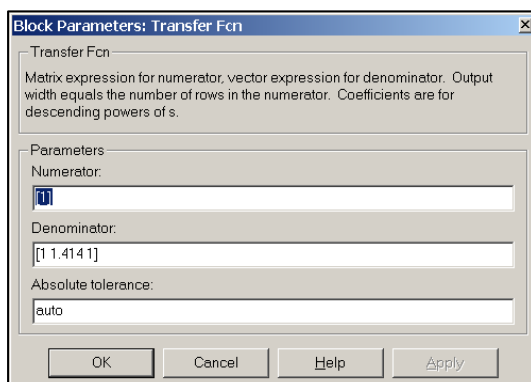 Block Parameters: Transfer Fcn
Transfer Fcn
Matrix expression for numerator, vector expression for denominator. Output
width equals the number of rows in the numerator. Coefficients are for
descending powers of s.
Parameters
Numerator:
[1]
Denominator:
[1 1.414 1]
Absolute tolerance:
auto
OK Cancel Help Apply